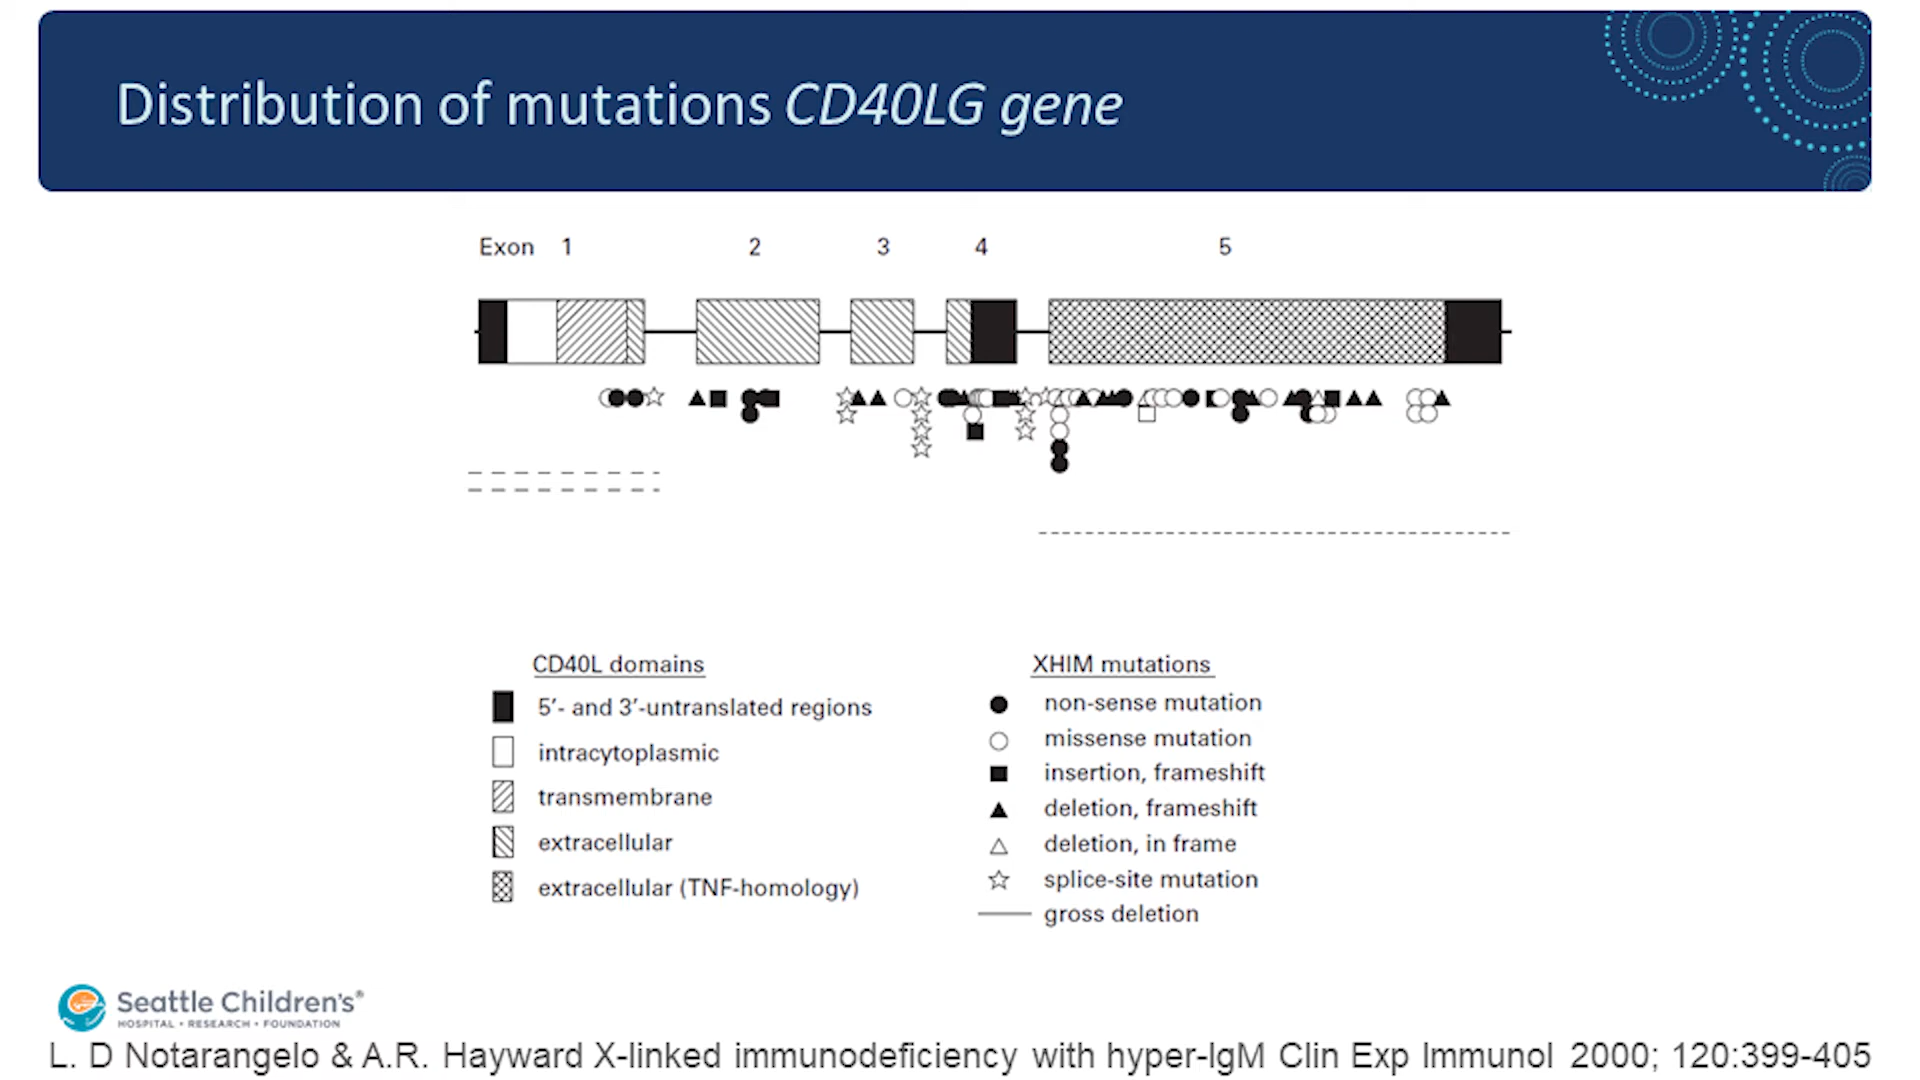 Distribution of mutations CD40LG gene
Exon 1 2 3 4 5
CD40L domains
5′- and 3′-untranslated regions
intracytoplasmic
transmembrane
extracellular
extracellular (TNF-homology)
XHIM mutations
non-sense mutation
missense mutation
insertion, frameshift
deletion, frameshift
deletion, in frame
splice-site mutation
gross deletion
Seattle Children's®
HOSPITAL • RESEARCH • FOUNDATION
L. D Notarangelo & A.R. Hayward X-linked immunodeficiency with hyper-IgM Clin Exp Immunol 2000; 120:399-405